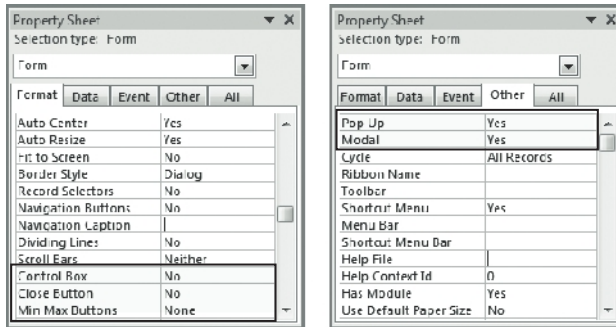 Property Sheet
Selection type: Form
Form
Format Data Event Other All
Auto Center Yes
Auto Resize Yes
Fit to Screen No
Border Style Dialog
Record Selectors No
Navigation Buttons No
Navigation Caption
Dividing Lines No
Scroll Bars Neither
Control Box No
Close Button No
Min Max Buttons None
Property Sheet
Selection type: Form
Form
Format Data Event Other All
Pop Up Yes
Modal Yes
Cycle All Records
Ribbon Name
Toolbar
Shortcut Menu Yes
Menu Bar
Shortcut Menu Bar
Help File
Help Context Id 0
Has Module Yes
Use Default Paper Size No